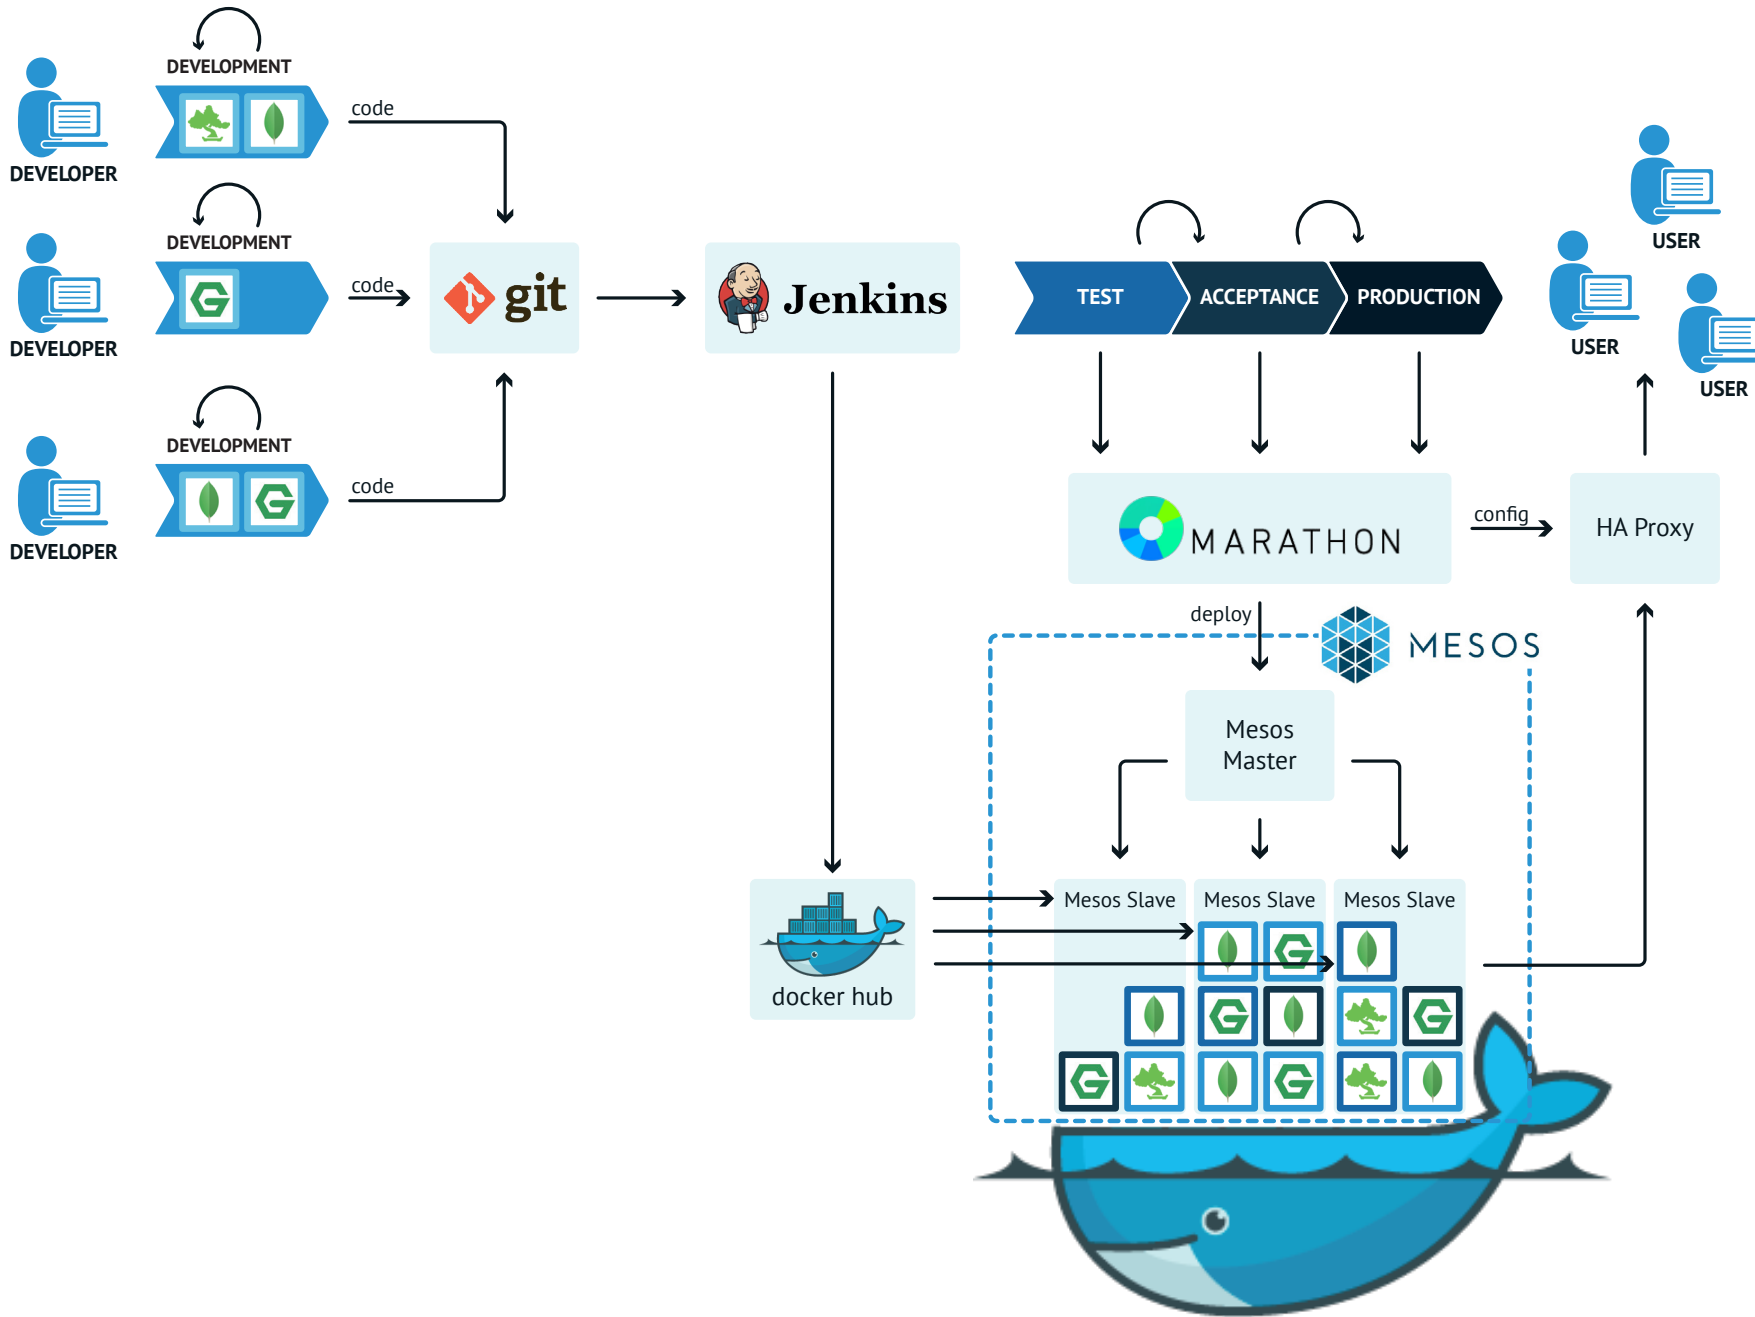 DEVELOPMENT
code
DEVELOPER
DEVELOPMENT
code
DEVELOPER
DEVELOPMENT
code
DEVELOPER
git
Jenkins
TEST
ACCEPTANCE
PRODUCTION
USER
USER
USER
MARATHON
config
HA Proxy
deploy
MESOS
Mesos
Master
docker hub
Mesos Slave
Mesos Slave
Mesos Slave